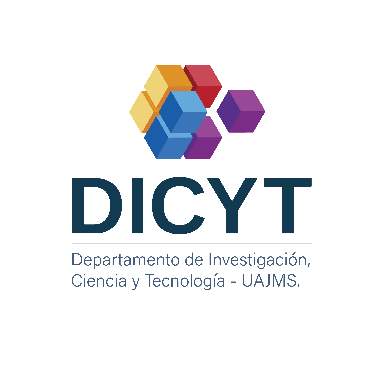 DICYT
Departamento de Investigación,
Ciencia y Tecnología - UAJMS.